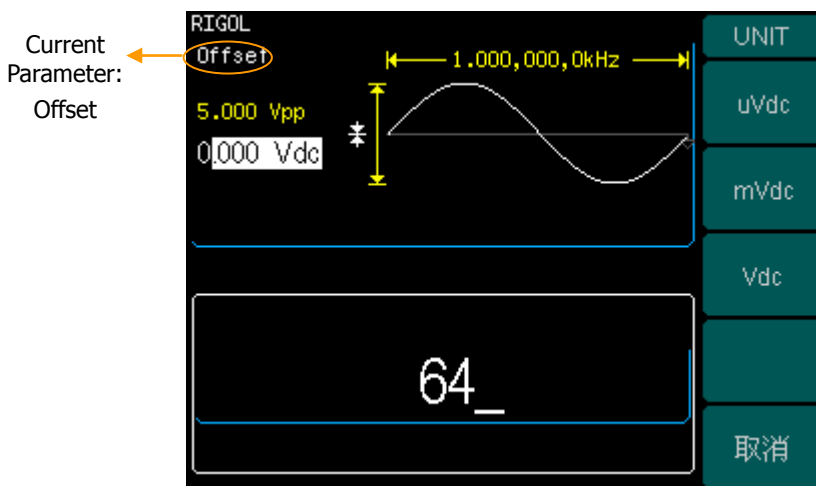 Current
Parameter:
Offset
RIGOL
Offset
1.000,000,0kHz
5.000 Vpp
0.000 Vdc
64_
UNIT
uVdc
mVdc
Vdc
取消